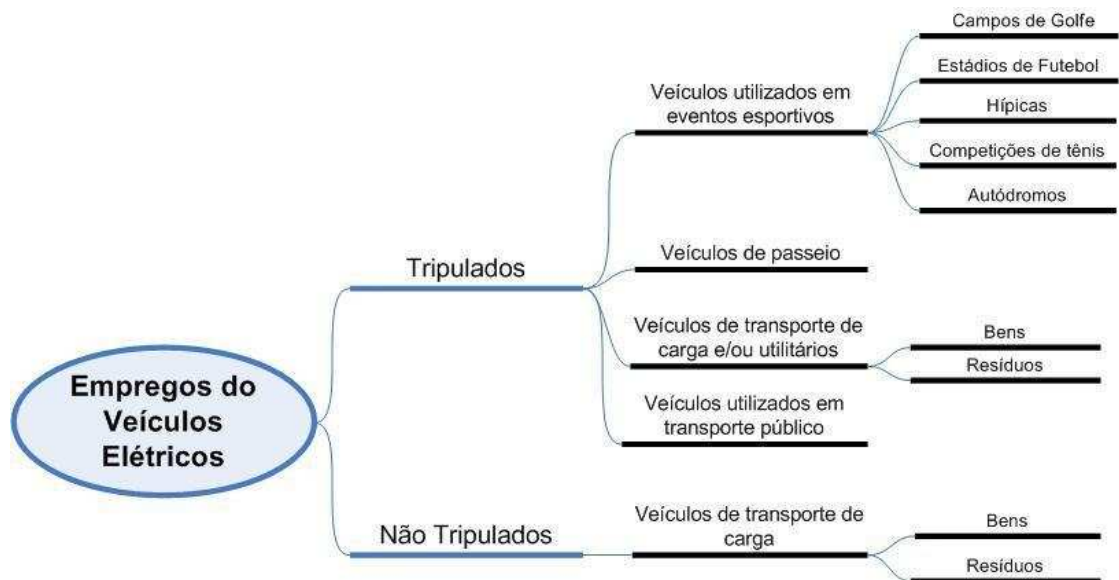 Empregos do
Veículos
Elétricos
Tripulados
Veículos utilizados em
eventos esportivos
Campos de Golfe
Estádios de Futebol
Hípicas
Competições de tênis
Autódromos
Veículos de passeio
Veículos de transporte de
carga e/ou utilitários
Bens
Resíduos
Veículos utilizados em
transporte público
Não Tripulados
Veículos de transporte de
carga
Bens
Resíduos